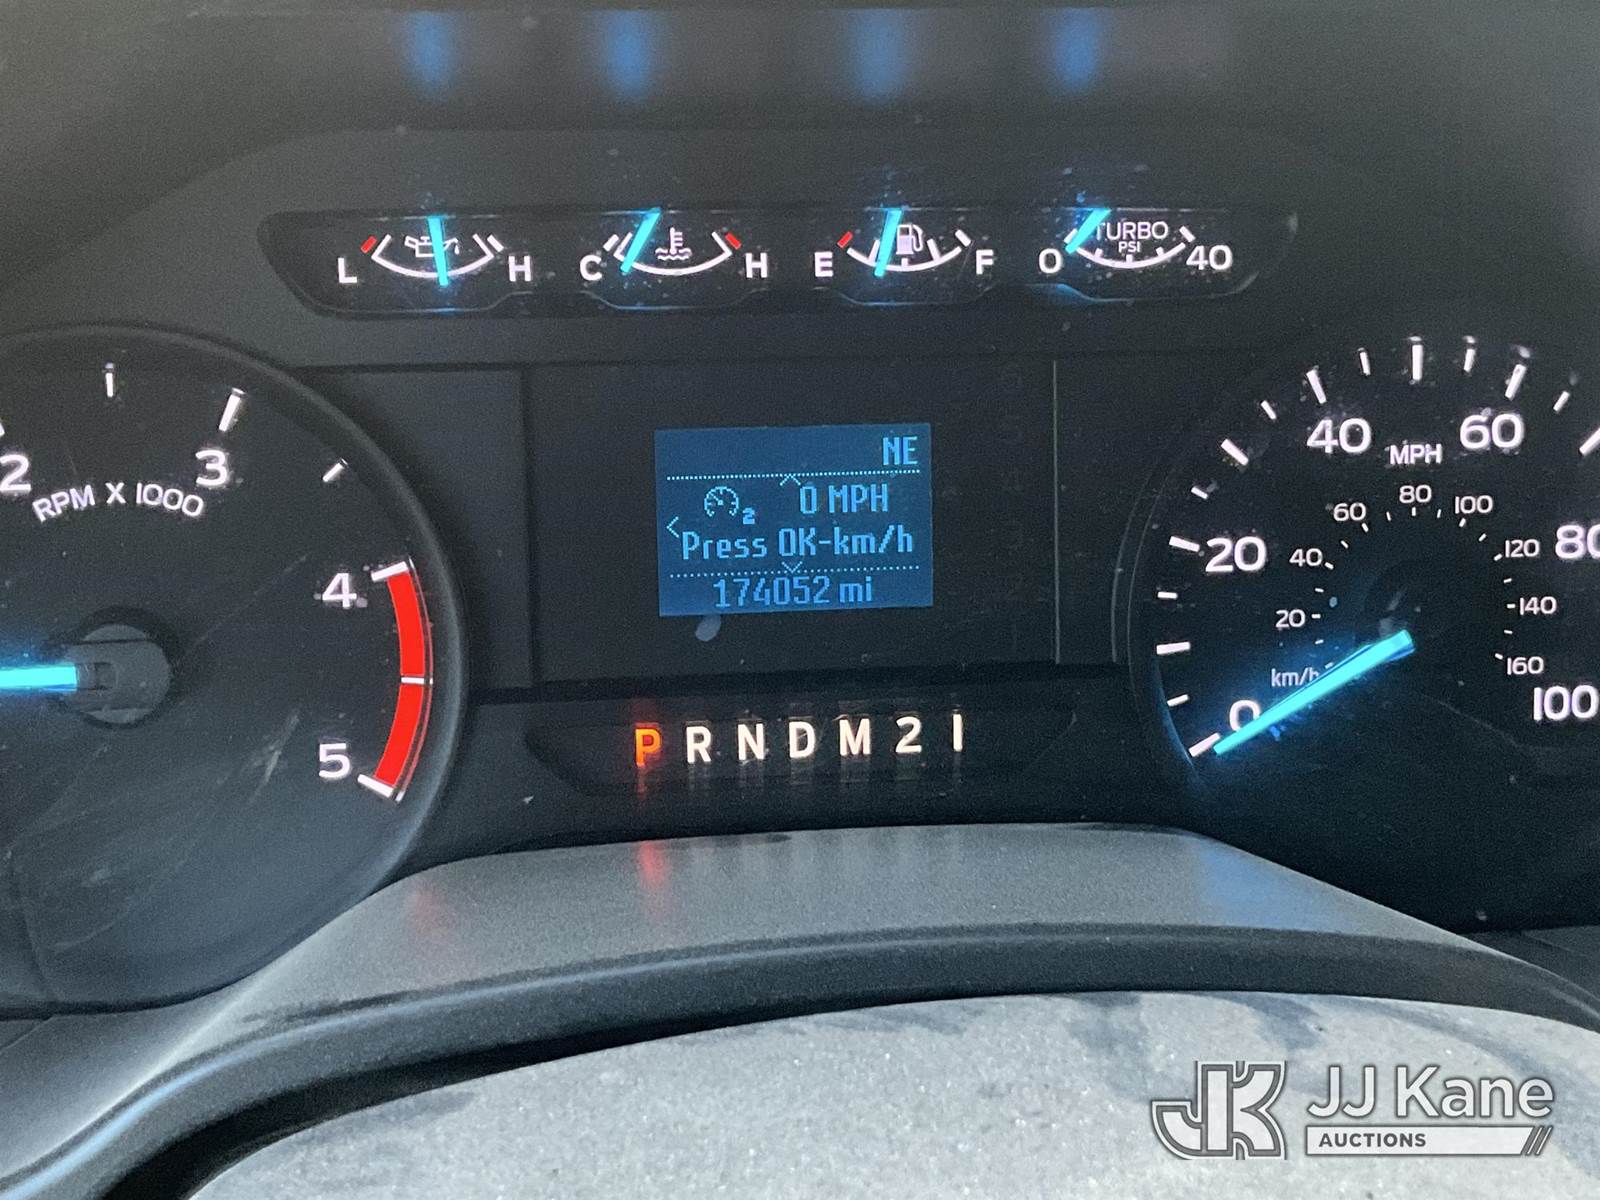 L H C H E F 0 TURBO PSI 40
2 3 RPM X 1000 4 5
NE
0 MPH
2
Press OK-km/h
174052 mi
P R N D M 2 1
0 20 40 60 80 100 MPH
km/h 20 40 60 80 100 120 140 160
JK JJ Kane
AUCTIONS